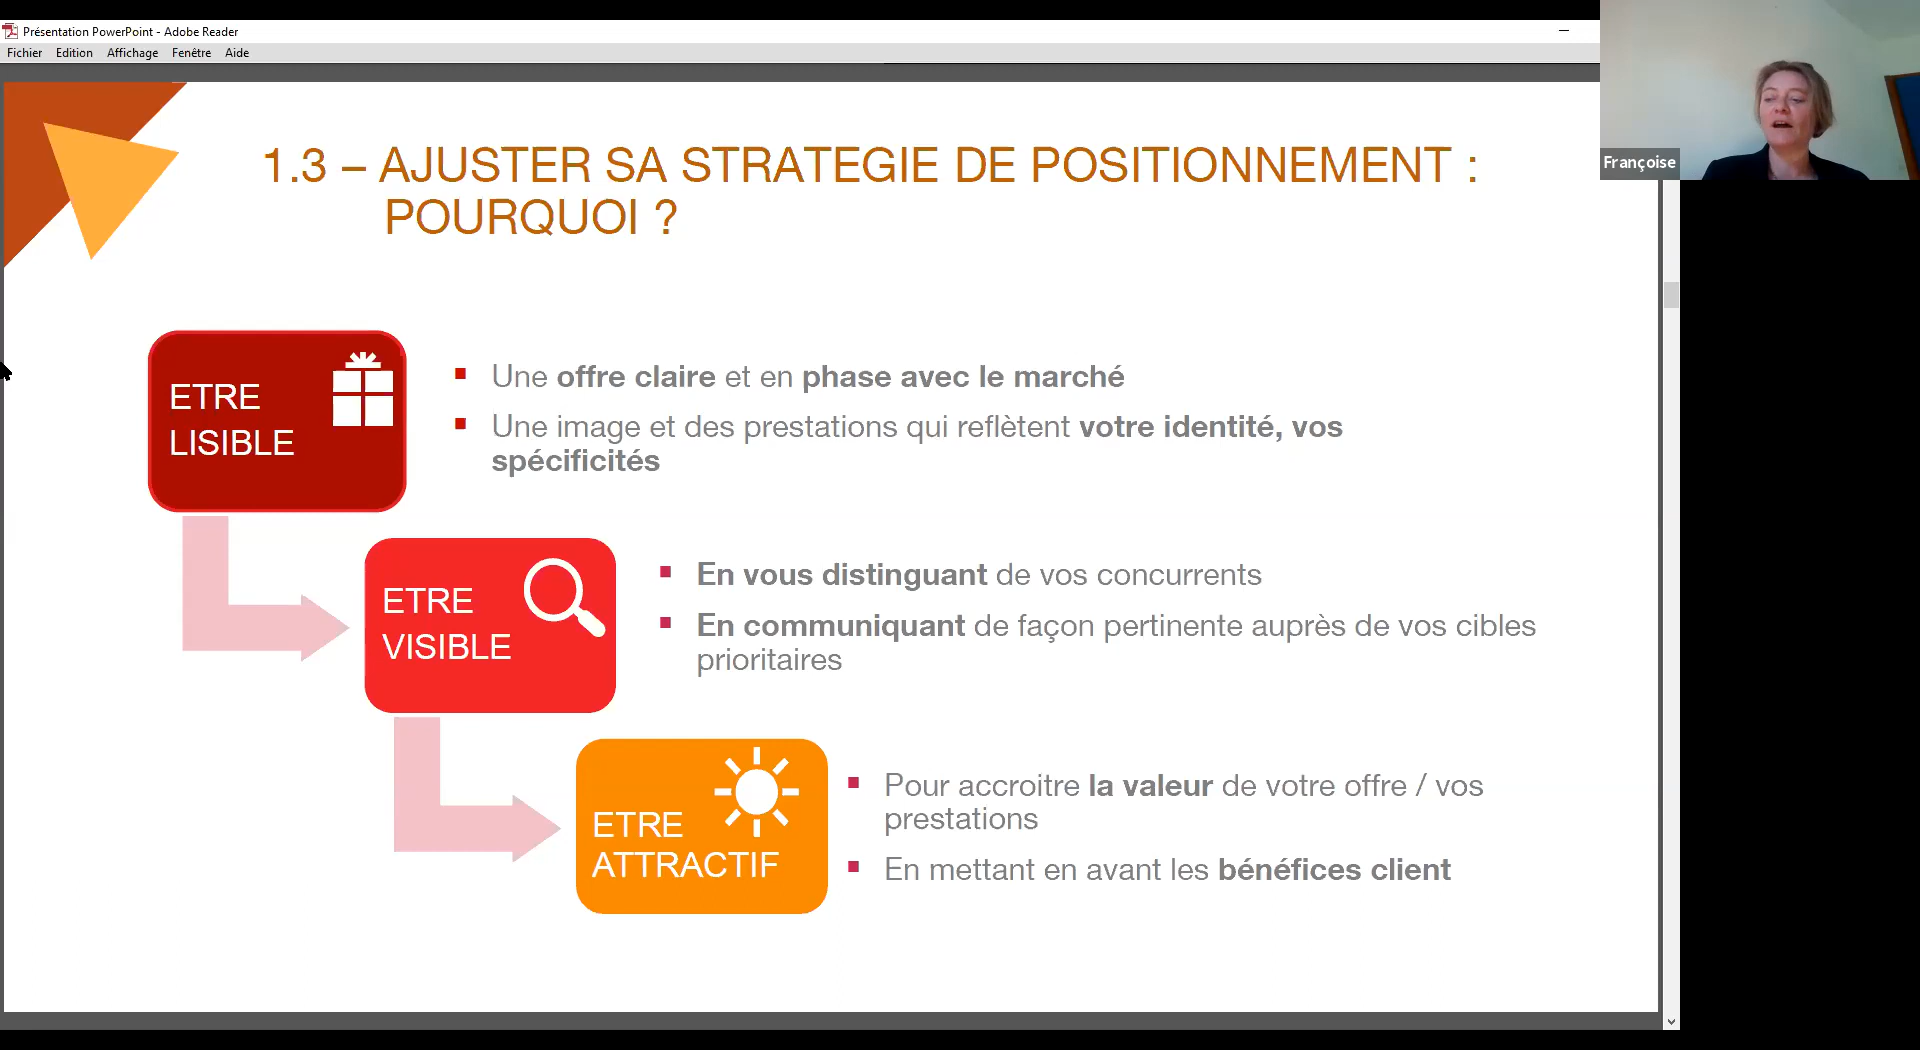 Présentation PowerPoint - Adobe Reader
Fichier Edition Affichage Fenêtre Aide
Françoise
1.3 – AJUSTER SA STRATEGIE DE POSITIONNEMENT :
POURQUOI ?
ETRE
LISIBLE
Une offre claire et en phase avec le marché
Une image et des prestations qui reflètent votre identité, vos
spécificités
ETRE
VISIBLE
En vous distinguant de vos concurrents
En communiquant de façon pertinente auprès de vos cibles
prioritaires
ETRE
ATTRACTIF
Pour accroitre la valeur de votre offre / vos
prestations
En mettant en avant les bénéfices client